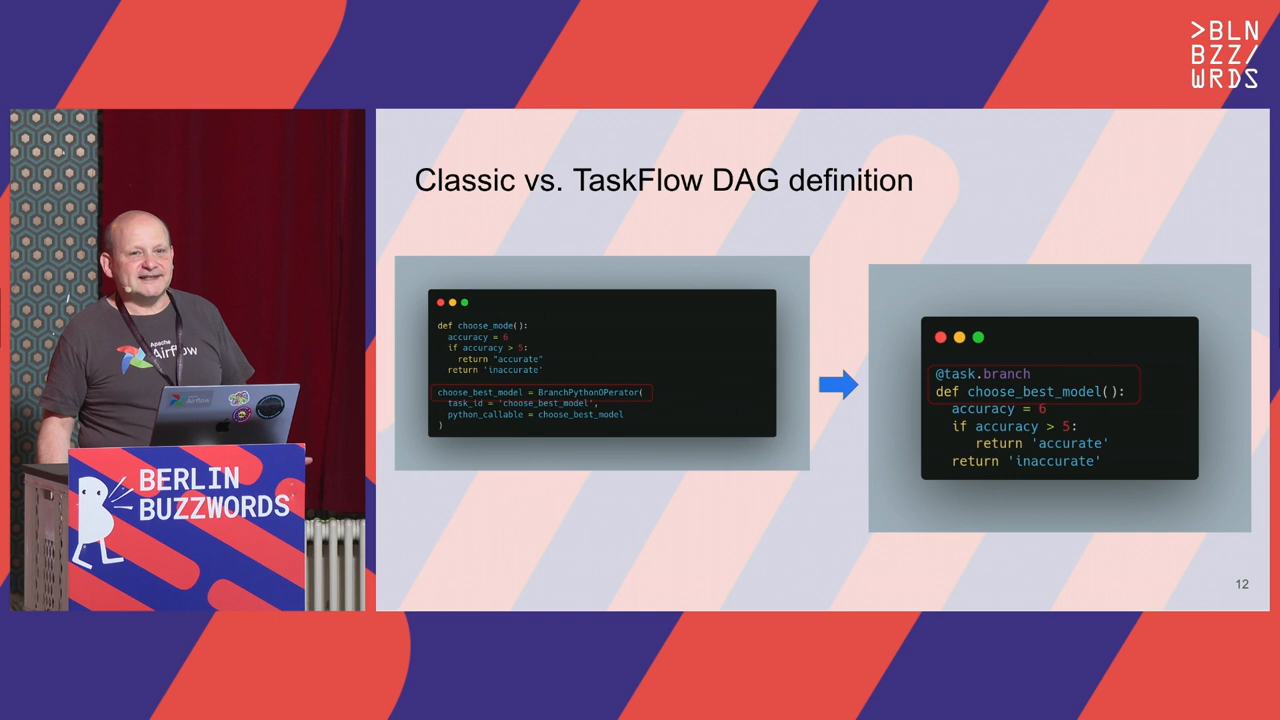 >BLN
BZZ/
WRDS
Classic vs. TaskFlow DAG definition
def choose_mode():
accuracy = 6
if accuracy > 5:
return "accurate"
return 'inaccurate'
choose_best_model = BranchPythonOPerator(
task_id = 'choose_best_model',
python_callable = choose_best_model
)
@task.branch
def choose_best_model():
accuracy = 6
if accuracy > 5:
return 'accurate'
return 'inaccurate'
12
Apache
Airflow
Airflow
BERLIN
BUZZWORDS